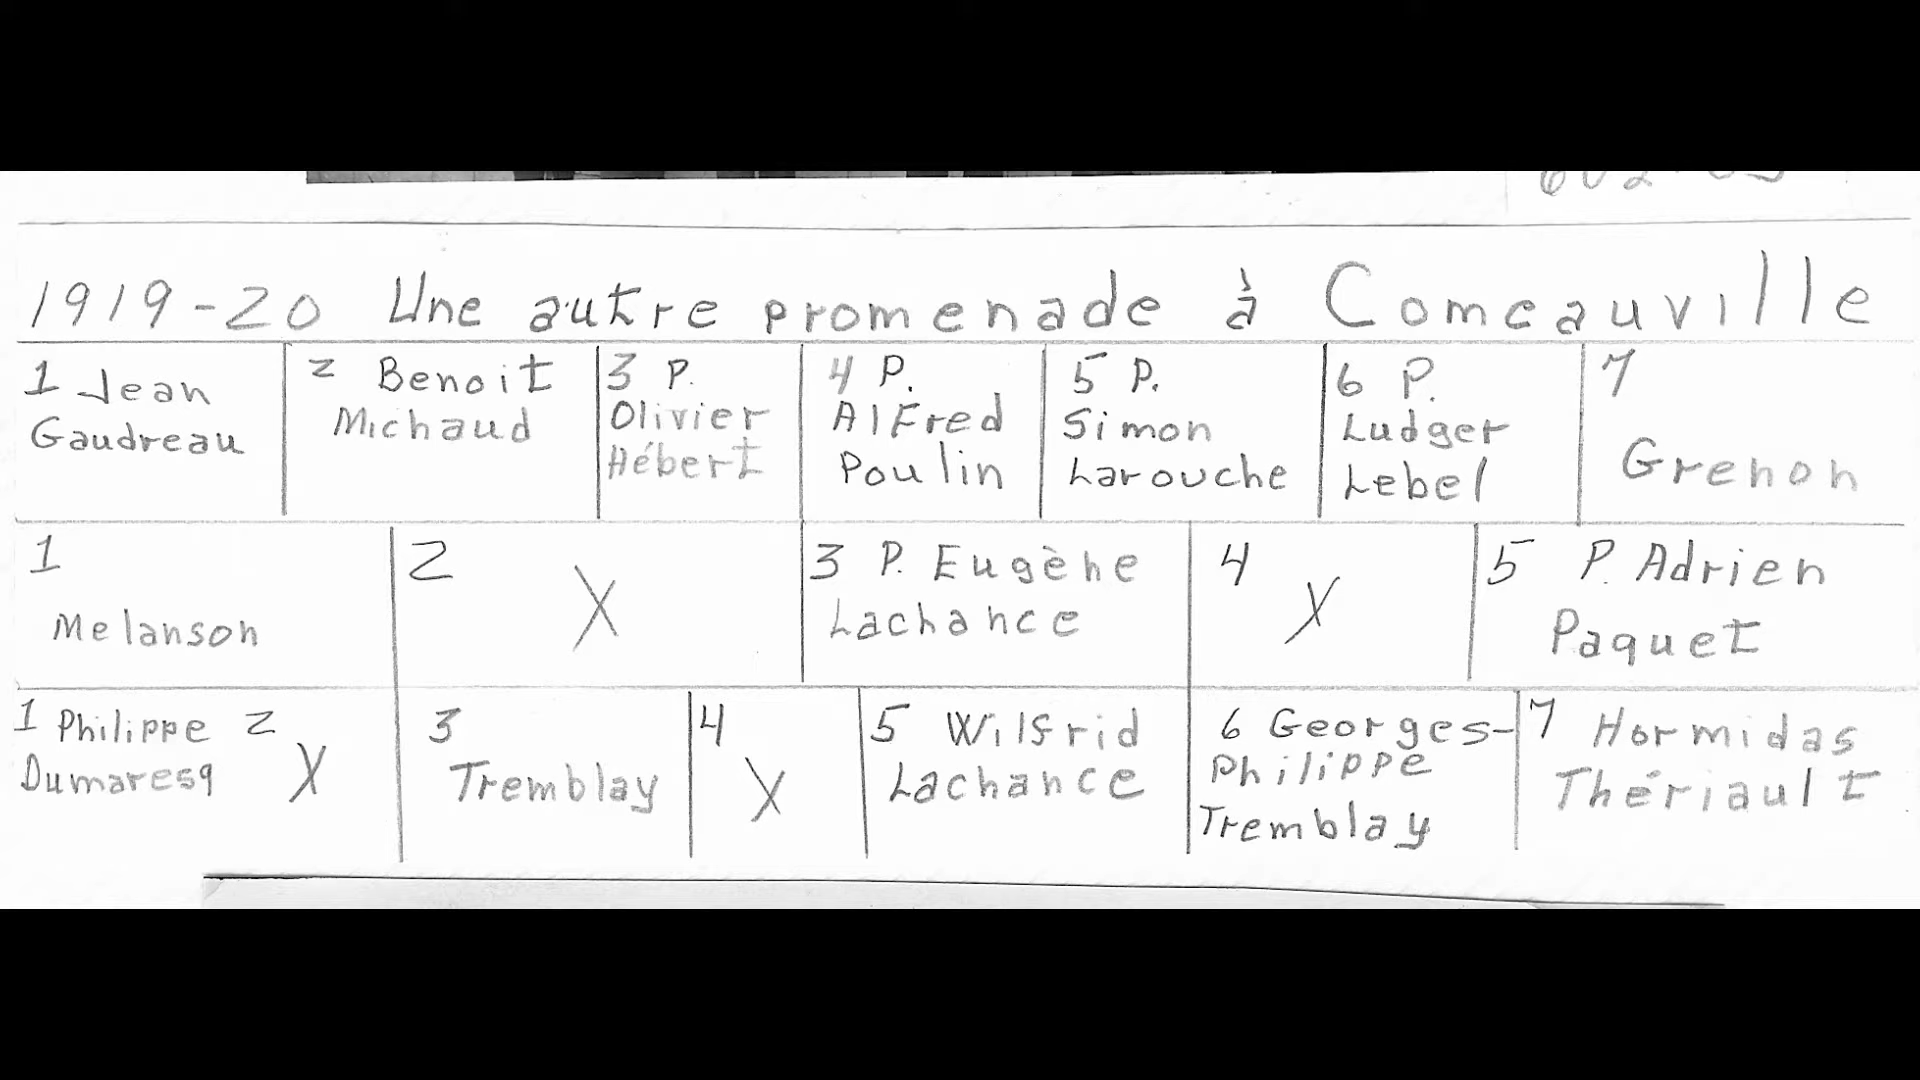 1919-20 Une autre promenade à Comeauville
1 Jean
Gaudreau
2 Benoit
Michaud
3 P.
Olivier
Hébert
4 P.
Alfred
Poulin
5 P.
Simon
Larouche
6 P.
Ludger
Lebel
7
Grenon
1
Melanson
2
X
3 P. Eugène
Lachance
4
X
5 P. Adrien
Paquet
1 Philippe
Dumaresq
2
X
3
Tremblay
4
X
5 Wilfrid
Lachance
6 Georges-
Philippe
Tremblay
7 Hormidas
Thériault